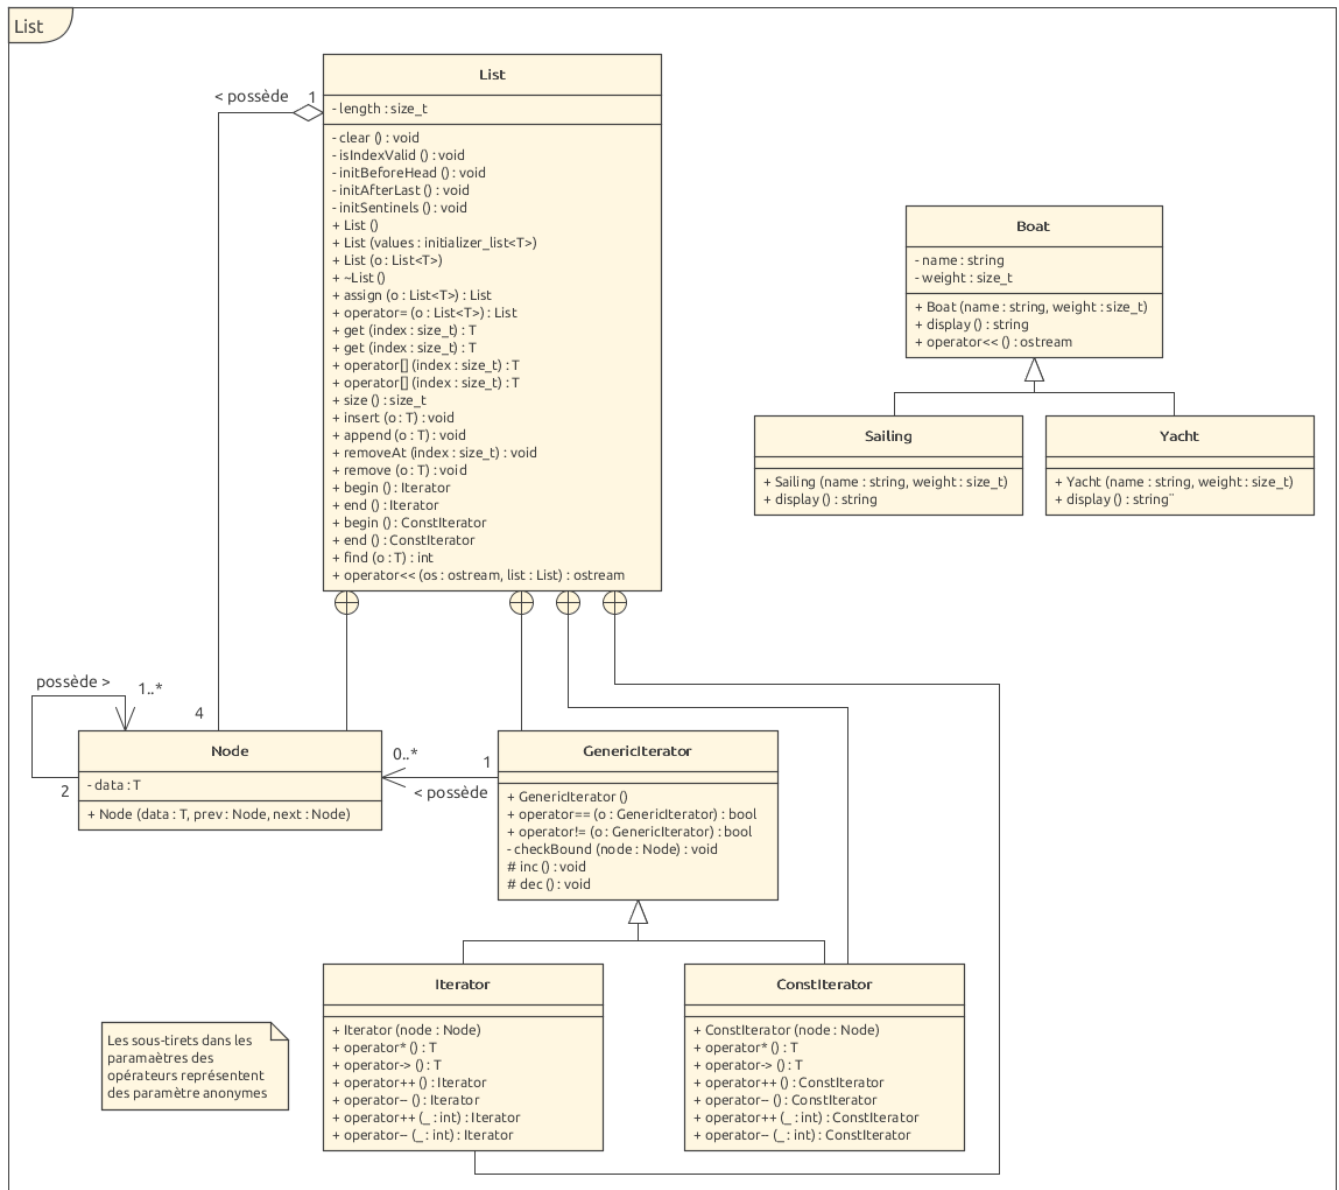 List
List
- length : size_t
- clear () : void
- isIndexValid () : void
- initBeforeHead () : void
- initAfterLast () : void
- initSentinels () : void
+ List ()
+ List (values : initializer_list<T>)
+ List (o : List<T>)
+ ~List ()
+ assign (o : List<T>) : List
+ operator= (o : List<T>) : List
+ get (index : size_t) : T
+ get (index : size_t) : T
+ operator[] (index : size_t) : T
+ operator[] (index : size_t) : T
+ size () : size_t
+ insert (o : T) : void
+ append (o : T) : void
+ removeAt (index : size_t) : void
+ remove (o : T) : void
+ begin () : Iterator
+ end () : Iterator
+ begin () : ConstIterator
+ end () : ConstIterator
+ find (o : T) : int
+ operator<< (os : ostream, list : List) : ostream
< possède
1
4
Boat
- name : string
- weight : size_t
+ Boat (name : string, weight : size_t)
+ display () : string
+ operator<< () : ostream
Sailing
+ Sailing (name : string, weight : size_t)
+ display () : string
Yacht
+ Yacht (name : string, weight : size_t)
+ display () : string¨
possède >
1..*
2
Node
- data : T
+ Node (data : T, prev : Node, next : Node)
0..*
1
< possède
GenericIterator
+ GenericIterator ()
+ operator== (o : GenericIterator) : bool
+ operator!= (o : GenericIterator) : bool
- checkBound (node : Node) : void
# inc () : void
# dec () : void
Iterator
+ Iterator (node : Node)
+ operator* () : T
+ operator-> () : T
+ operator++ () : Iterator
+ operator-- () : Iterator
+ operator++ (_ : int) : Iterator
+ operator-- (_ : int) : Iterator
ConstIterator
+ ConstIterator (node : Node)
+ operator* () : T
+ operator-> () : T
+ operator++ () : ConstIterator
+ operator-- () : ConstIterator
+ operator++ (_ : int) : ConstIterator
+ operator-- (_ : int) : ConstIterator
Les sous-tirets dans les
paramaètres des
opérateurs représentent
des paramètre anonymes